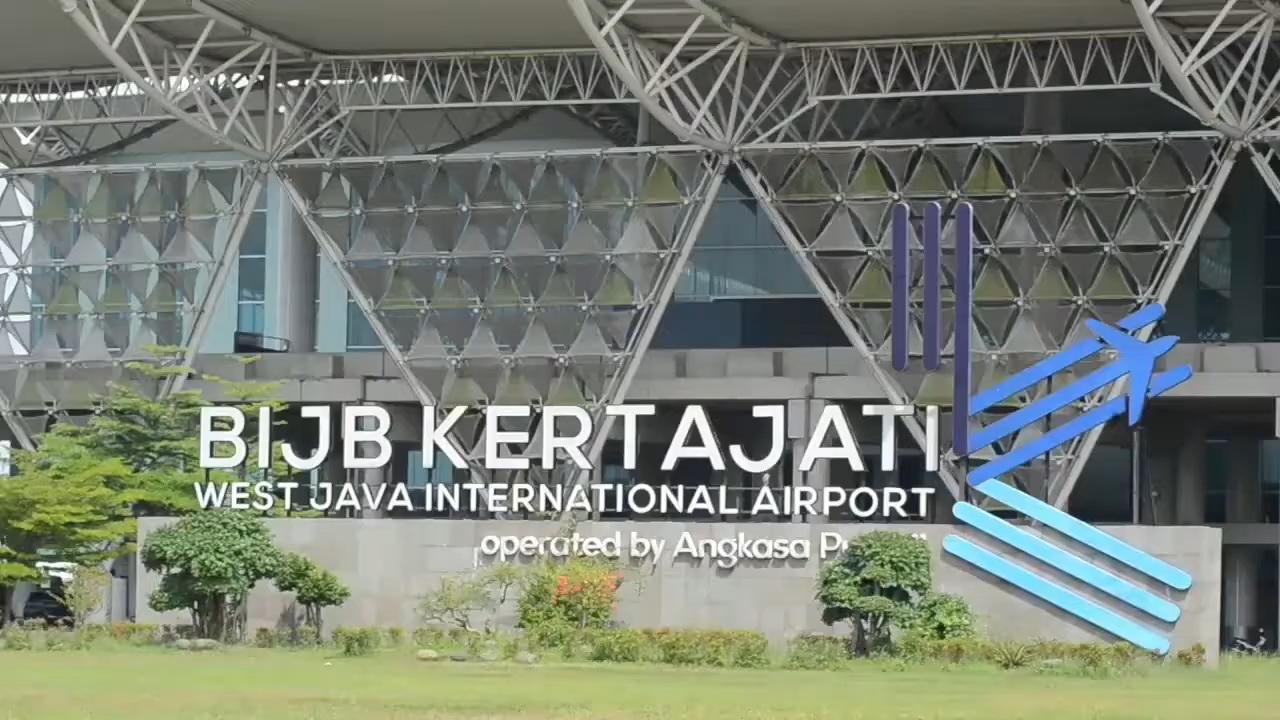 BIJB KERTAJATI
WEST JAVA INTERNATIONAL AIRPORT
operated by Angkasa